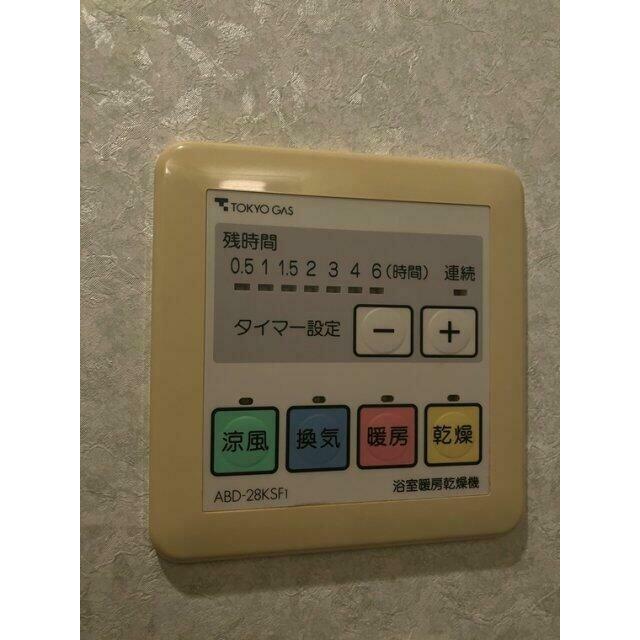 TOKYO GAS
残時間
0.5 1 1.5 2 3 4 6 (時間) 連続
タイマー設定 − +
涼風 換気 暖房 乾燥
ABD-28KSF1 浴室暖房乾燥機